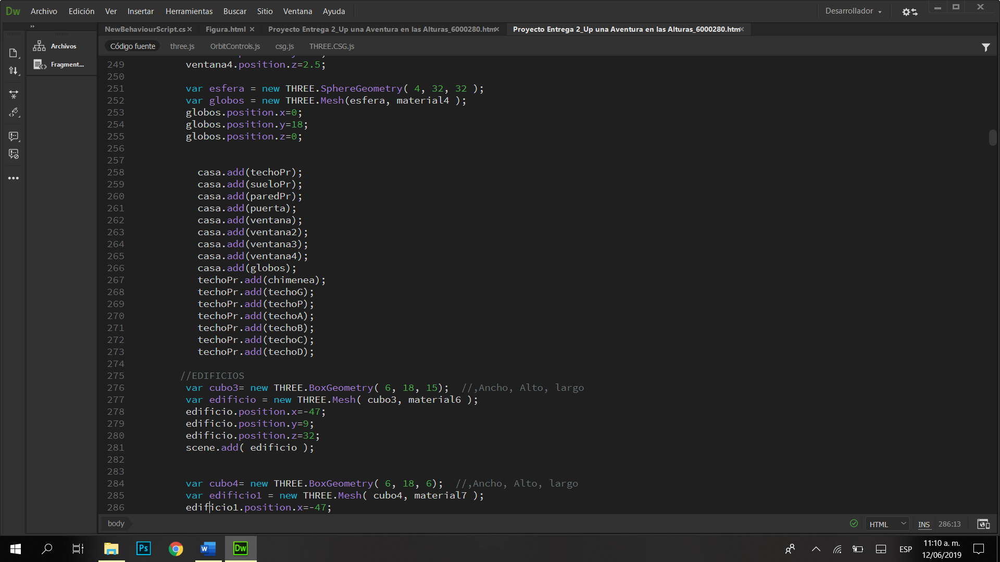 Dw Archivo Edición Ver Insertar Herramientas Buscar Sitio Ventana Ayuda Desarrollador
NewBehaviourScript.cs Figura.html Proyecto Entrega 2_Up una Aventura en las Alturas_6000280.htm Proyecto Entrega 2_Up una Aventura en las Alturas_6000280.htm
Archivos
Fragment...
Código fuente three.js OrbitControls.js csg.js THREE.CSG.js
249 ventana4.position.z=2.5;
250
251 var esfera = new THREE.SphereGeometry( 4, 32, 32 );
252 var globos = new THREE.Mesh(esfera, material4 );
253 globos.position.x=0;
254 globos.position.y=18;
255 globos.position.z=0;
256
257
258 casa.add(techoPr);
259 casa.add(sueloPr);
260 casa.add(paredPr);
261 casa.add(puerta);
262 casa.add(ventana);
263 casa.add(ventana2);
264 casa.add(ventana3);
265 casa.add(ventana4);
266 casa.add(globos);
267 techoPr.add(chimenea);
268 techoPr.add(techoG);
269 techoPr.add(techoP);
270 techoPr.add(techoA);
271 techoPr.add(techoB);
272 techoPr.add(techoC);
273 techoPr.add(techoD);
274
275 //EDIFICIOS
276 var cubo3= new THREE.BoxGeometry( 6, 18, 15); //,Ancho, Alto, largo
277 var edificio = new THREE.Mesh( cubo3, material6 );
278 edificio.position.x=-47;
279 edificio.position.y=9;
280 edificio.position.z=32;
281 scene.add( edificio );
282
283
284 var cubo4= new THREE.BoxGeometry( 6, 18, 6); //,Ancho, Alto, largo
285 var edificio1 = new THREE.Mesh( cubo4, material7 );
286 edificio1.position.x=-47;
body HTML INS 286:13
Ps W Dw ESP 11:10 a. m.
12/06/2019